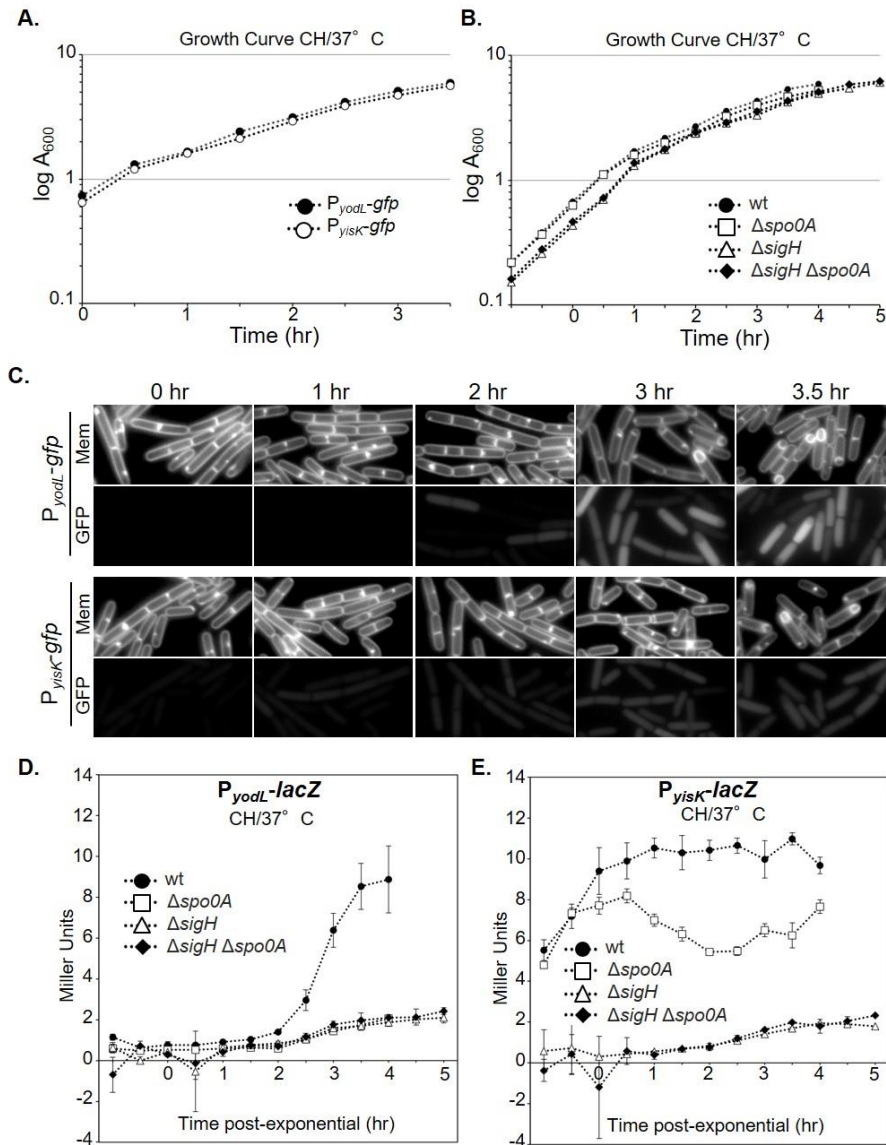 A.
Growth Curve CH/37° C
10
1
0.1
log A600
0 1 2 3
Time (hr)
PyodL-gfp
PyisK-gfp
B.
Growth Curve CH/37° C
10
1
0.1
log A600
0 1 2 3 4 5
Time (hr)
wt
Δspo0A
ΔsigH
ΔsigH Δspo0A
C.
0 hr 1 hr 2 hr 3 hr 3.5 hr
PyodL-gfp
Mem
GFP
PyisK-gfp
Mem
GFP
D.
PyodL-lacZ
CH/37° C
14
12
10
8
6
4
2
0
-2
-4
Miller Units
wt
Δspo0A
ΔsigH
ΔsigH Δspo0A
0 1 2 3 4 5
Time post-exponential (hr)
E.
PyisK-lacZ
CH/37° C
14
12
10
8
6
4
2
0
-2
-4
Miller Units
wt
Δspo0A
ΔsigH
ΔsigH Δspo0A
0 1 2 3 4 5
Time post-exponential (hr)